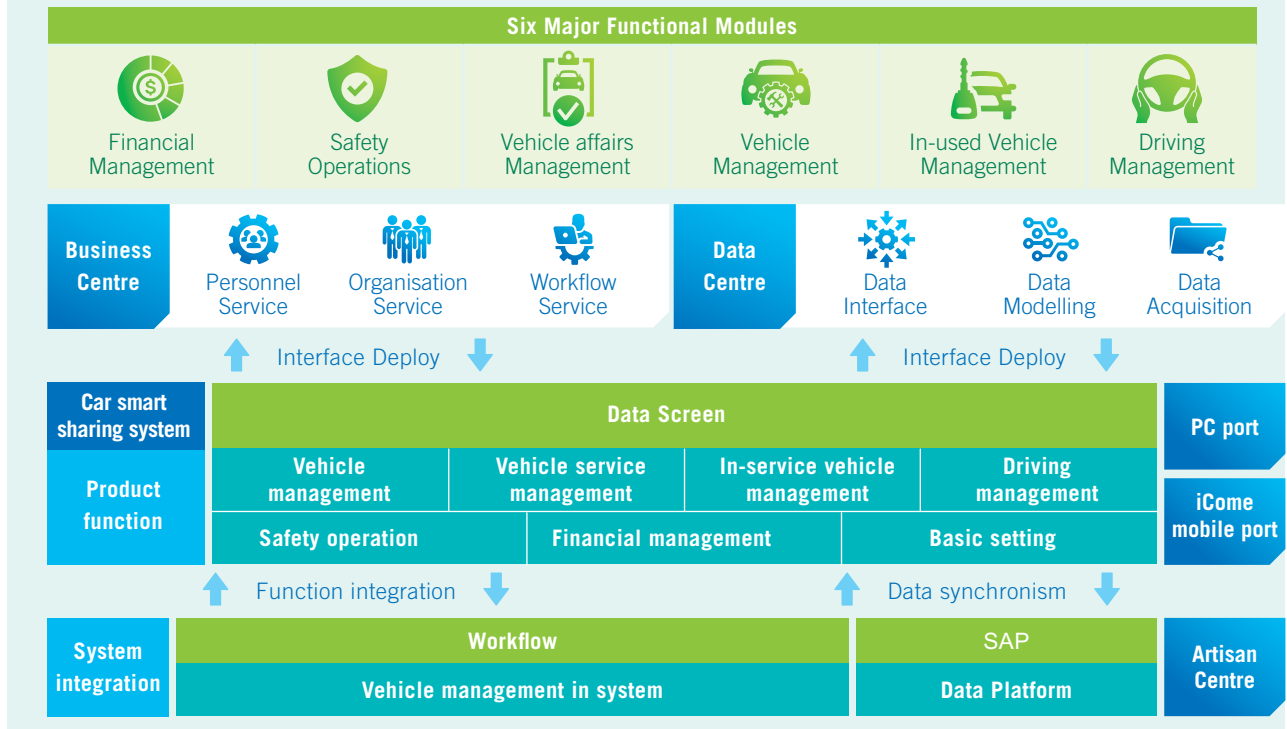 Six Major Functional Modules
Financial
Management
Safety
Operations
Vehicle affairs
Management
Vehicle
Management
In-used Vehicle
Management
Driving
Management
Business
Centre
Personnel
Service
Organisation
Service
Workflow
Service
Data
Centre
Data
Interface
Data
Modelling
Data
Acquisition
Interface Deploy
Interface Deploy
Car smart
sharing system
Data Screen
PC port
Product
function
Vehicle
management
Vehicle service
management
In-service vehicle
management
Driving
management
Safety operation
Financial management
Basic setting
iCome
mobile port
Function integration
Data synchronism
System
integration
Workflow
SAP
Vehicle management in system
Data Platform
Artisan
Centre